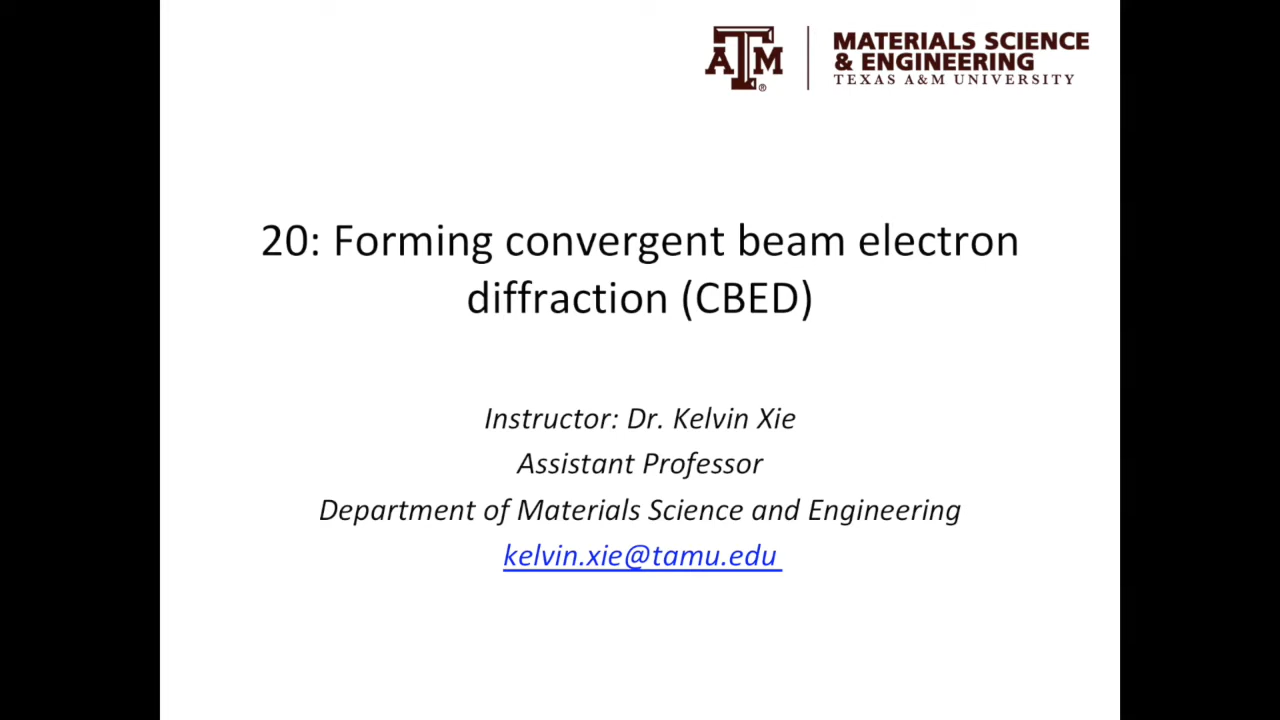 ATM®
MATERIALS SCIENCE
& ENGINEERING
TEXAS A&M UNIVERSITY
20: Forming convergent beam electron
diffraction (CBED)
Instructor: Dr. Kelvin Xie
Assistant Professor
Department of Materials Science and Engineering
kelvin.xie@tamu.edu